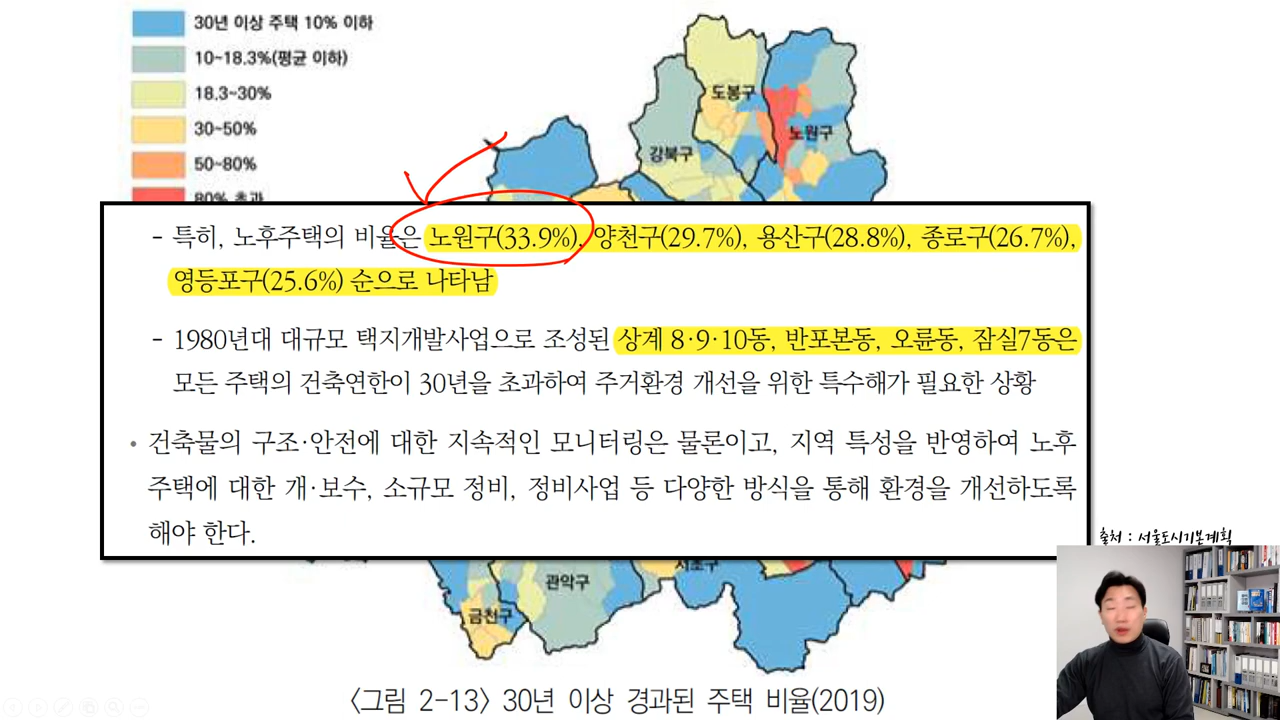 30년 이상 주택 10% 이하
10~18.3%(평균 이하)
18.3~30%
30~50%
50~80%
80% 초과
도봉구
노원구
강북구
- 특히, 노후주택의 비율은 노원구(33.9%), 양천구(29.7%), 용산구(28.8%), 종로구(26.7%),
영등포구(25.6%) 순으로 나타남
- 1980년대 대규모 택지개발사업으로 조성된 상계 8·9·10동, 반포본동, 오륜동, 잠실7동은
모든 주택의 건축연한이 30년을 초과하여 주거환경 개선을 위한 특수해가 필요한 상황
• 건축물의 구조·안전에 대한 지속적인 모니터링은 물론이고, 지역 특성을 반영하여 노후
주택에 대한 개·보수, 소규모 정비, 정비사업 등 다양한 방식을 통해 환경을 개선하도록
해야 한다.
출처 : 서울도시기본계획
서초구
관악구
금천구
<그림 2-13> 30년 이상 경과된 주택 비율(2019)